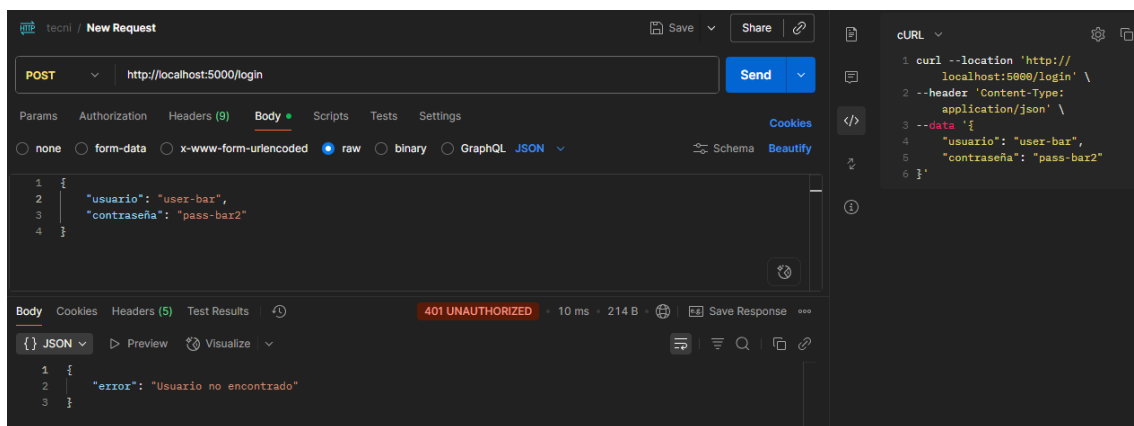 HTTP tecni / New Request Save Share
POST http://localhost:5000/login Send
Params Authorization Headers (9) Body Scripts Tests Settings Cookies
none form-data x-www-form-urlencoded raw binary GraphQL JSON Schema Beautify
1 {
2 "usuario": "user-bar",
3 "contraseña": "pass-bar2"
4 }
Body Cookies Headers (5) Test Results 401 UNAUTHORIZED 10 ms 214 B Save Response
{} JSON Preview Visualize
1 {
2 "error": "Usuario no encontrado"
3 }
cURL
1 curl --location 'http://
localhost:5000/login' \
2 --header 'Content-Type:
application/json' \
3 --data '{
4 "usuario": "user-bar",
5 "contraseña": "pass-bar2"
6 }'